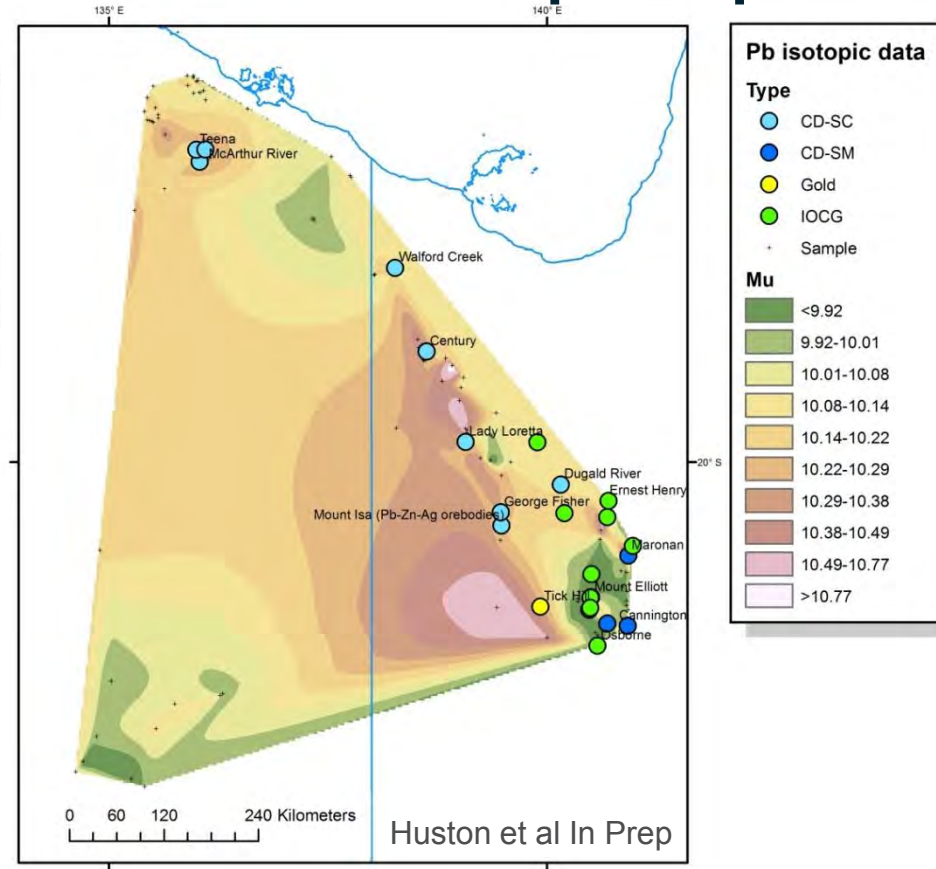 135° E
140° E
Teena
McArthur River
Walford Creek
Century
Lady Loretta
20° S
Dugald River
Ernest Henry
George Fisher
Mount Isa (Pb-Zn-Ag orebodies)
Maronan
Mount Elliott
Tick Hill
Cannington
Osborne
0 60 120 240 Kilometers
Huston et al In Prep
Pb isotopic data
Type
CD-SC
CD-SM
Gold
IOCG
Sample
Mu
<9.92
9.92-10.01
10.01-10.08
10.08-10.14
10.14-10.22
10.22-10.29
10.29-10.38
10.38-10.49
10.49-10.77
>10.77